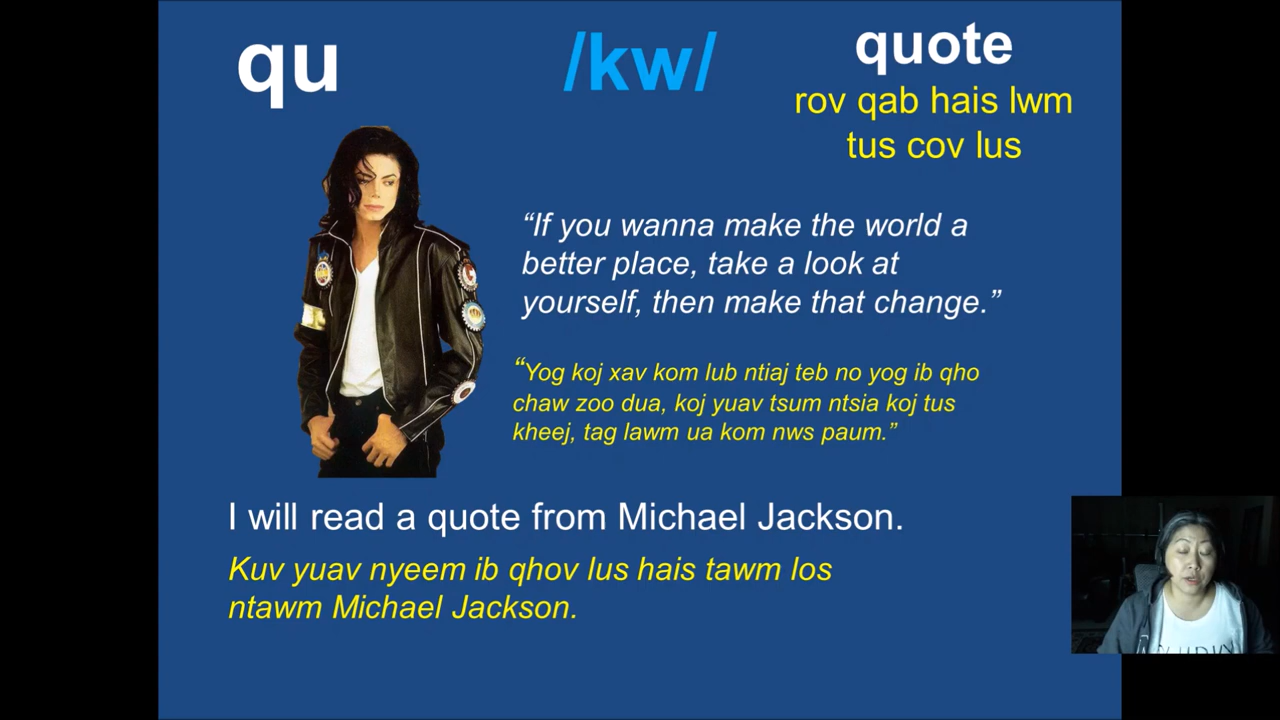 qu
/kw/
quote
rov qab hais lwm
tus cov lus
“If you wanna make the world a
better place, take a look at
yourself, then make that change.”
“Yog koj xav kom lub ntiaj teb no yog ib qho
chaw zoo dua, koj yuav tsum ntsia koj tus
kheej, tag lawm ua kom nws paum.”
I will read a quote from Michael Jackson.
Kuv yuav nyeem ib qhov lus hais tawm los
ntawm Michael Jackson.